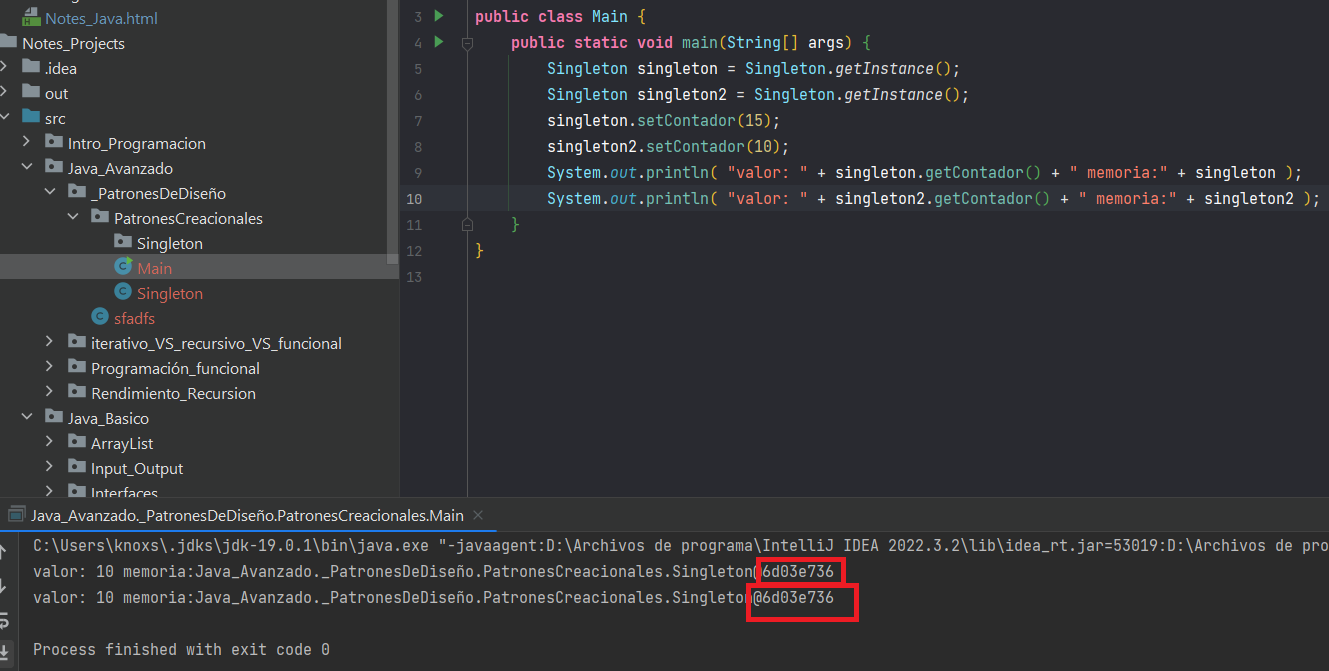 Notes_Java.html
Notes_Projects
.idea
out
src
Intro_Programacion
Java_Avanzado
_PatronesDeDiseño
PatronesCreacionales
Singleton
Main
Singleton
sfadfs
iterativo_VS_recursivo_VS_funcional
Programación_funcional
Rendimiento_Recursion
Java_Basico
ArrayList
Input_Output
Interfaces
3 public class Main {
4 public static void main(String[] args) {
5 Singleton singleton = Singleton.getInstance();
6 Singleton singleton2 = Singleton.getInstance();
7 singleton.setContador(15);
8 singleton2.setContador(10);
9 System.out.println( "valor: " + singleton.getContador() + " memoria:" + singleton );
10 System.out.println( "valor: " + singleton2.getContador() + " memoria:" + singleton2 );
11 }
12 }
13
Java_Avanzado._PatronesDeDiseño.PatronesCreacionales.Main
C:\Users\knoxs\.jdks\jdk-19.0.1\bin\java.exe "-javaagent:D:\Archivos de programa\IntelliJ IDEA 2022.3.2\lib\idea_rt.jar=53019:D:\Archivos de pro
valor: 10 memoria:Java_Avanzado._PatronesDeDiseño.PatronesCreacionales.Singleton@6d03e736
valor: 10 memoria:Java_Avanzado._PatronesDeDiseño.PatronesCreacionales.Singleton@6d03e736
Process finished with exit code 0